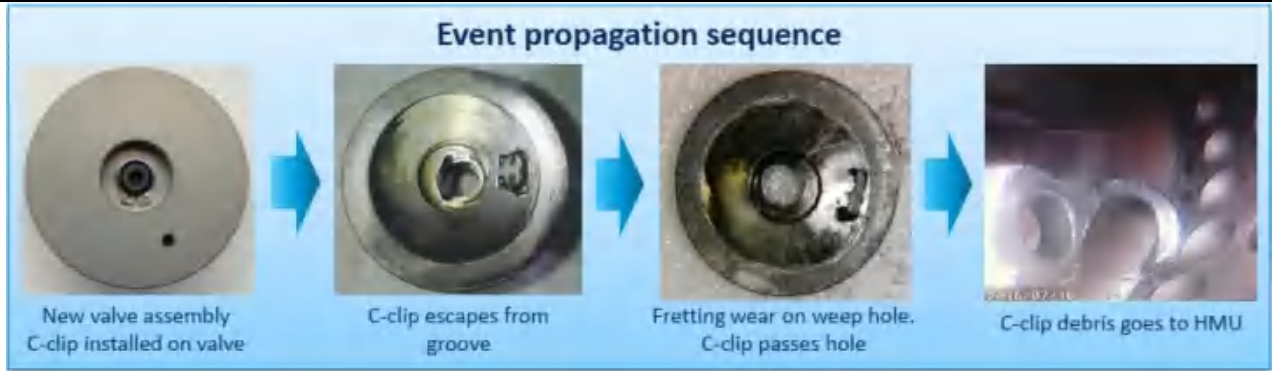 Event propagation sequence
New valve assembly
C-clip installed on valve
C-clip escapes from
groove
Fretting wear on weep hole.
C-clip passes hole
C-clip debris goes to HMU